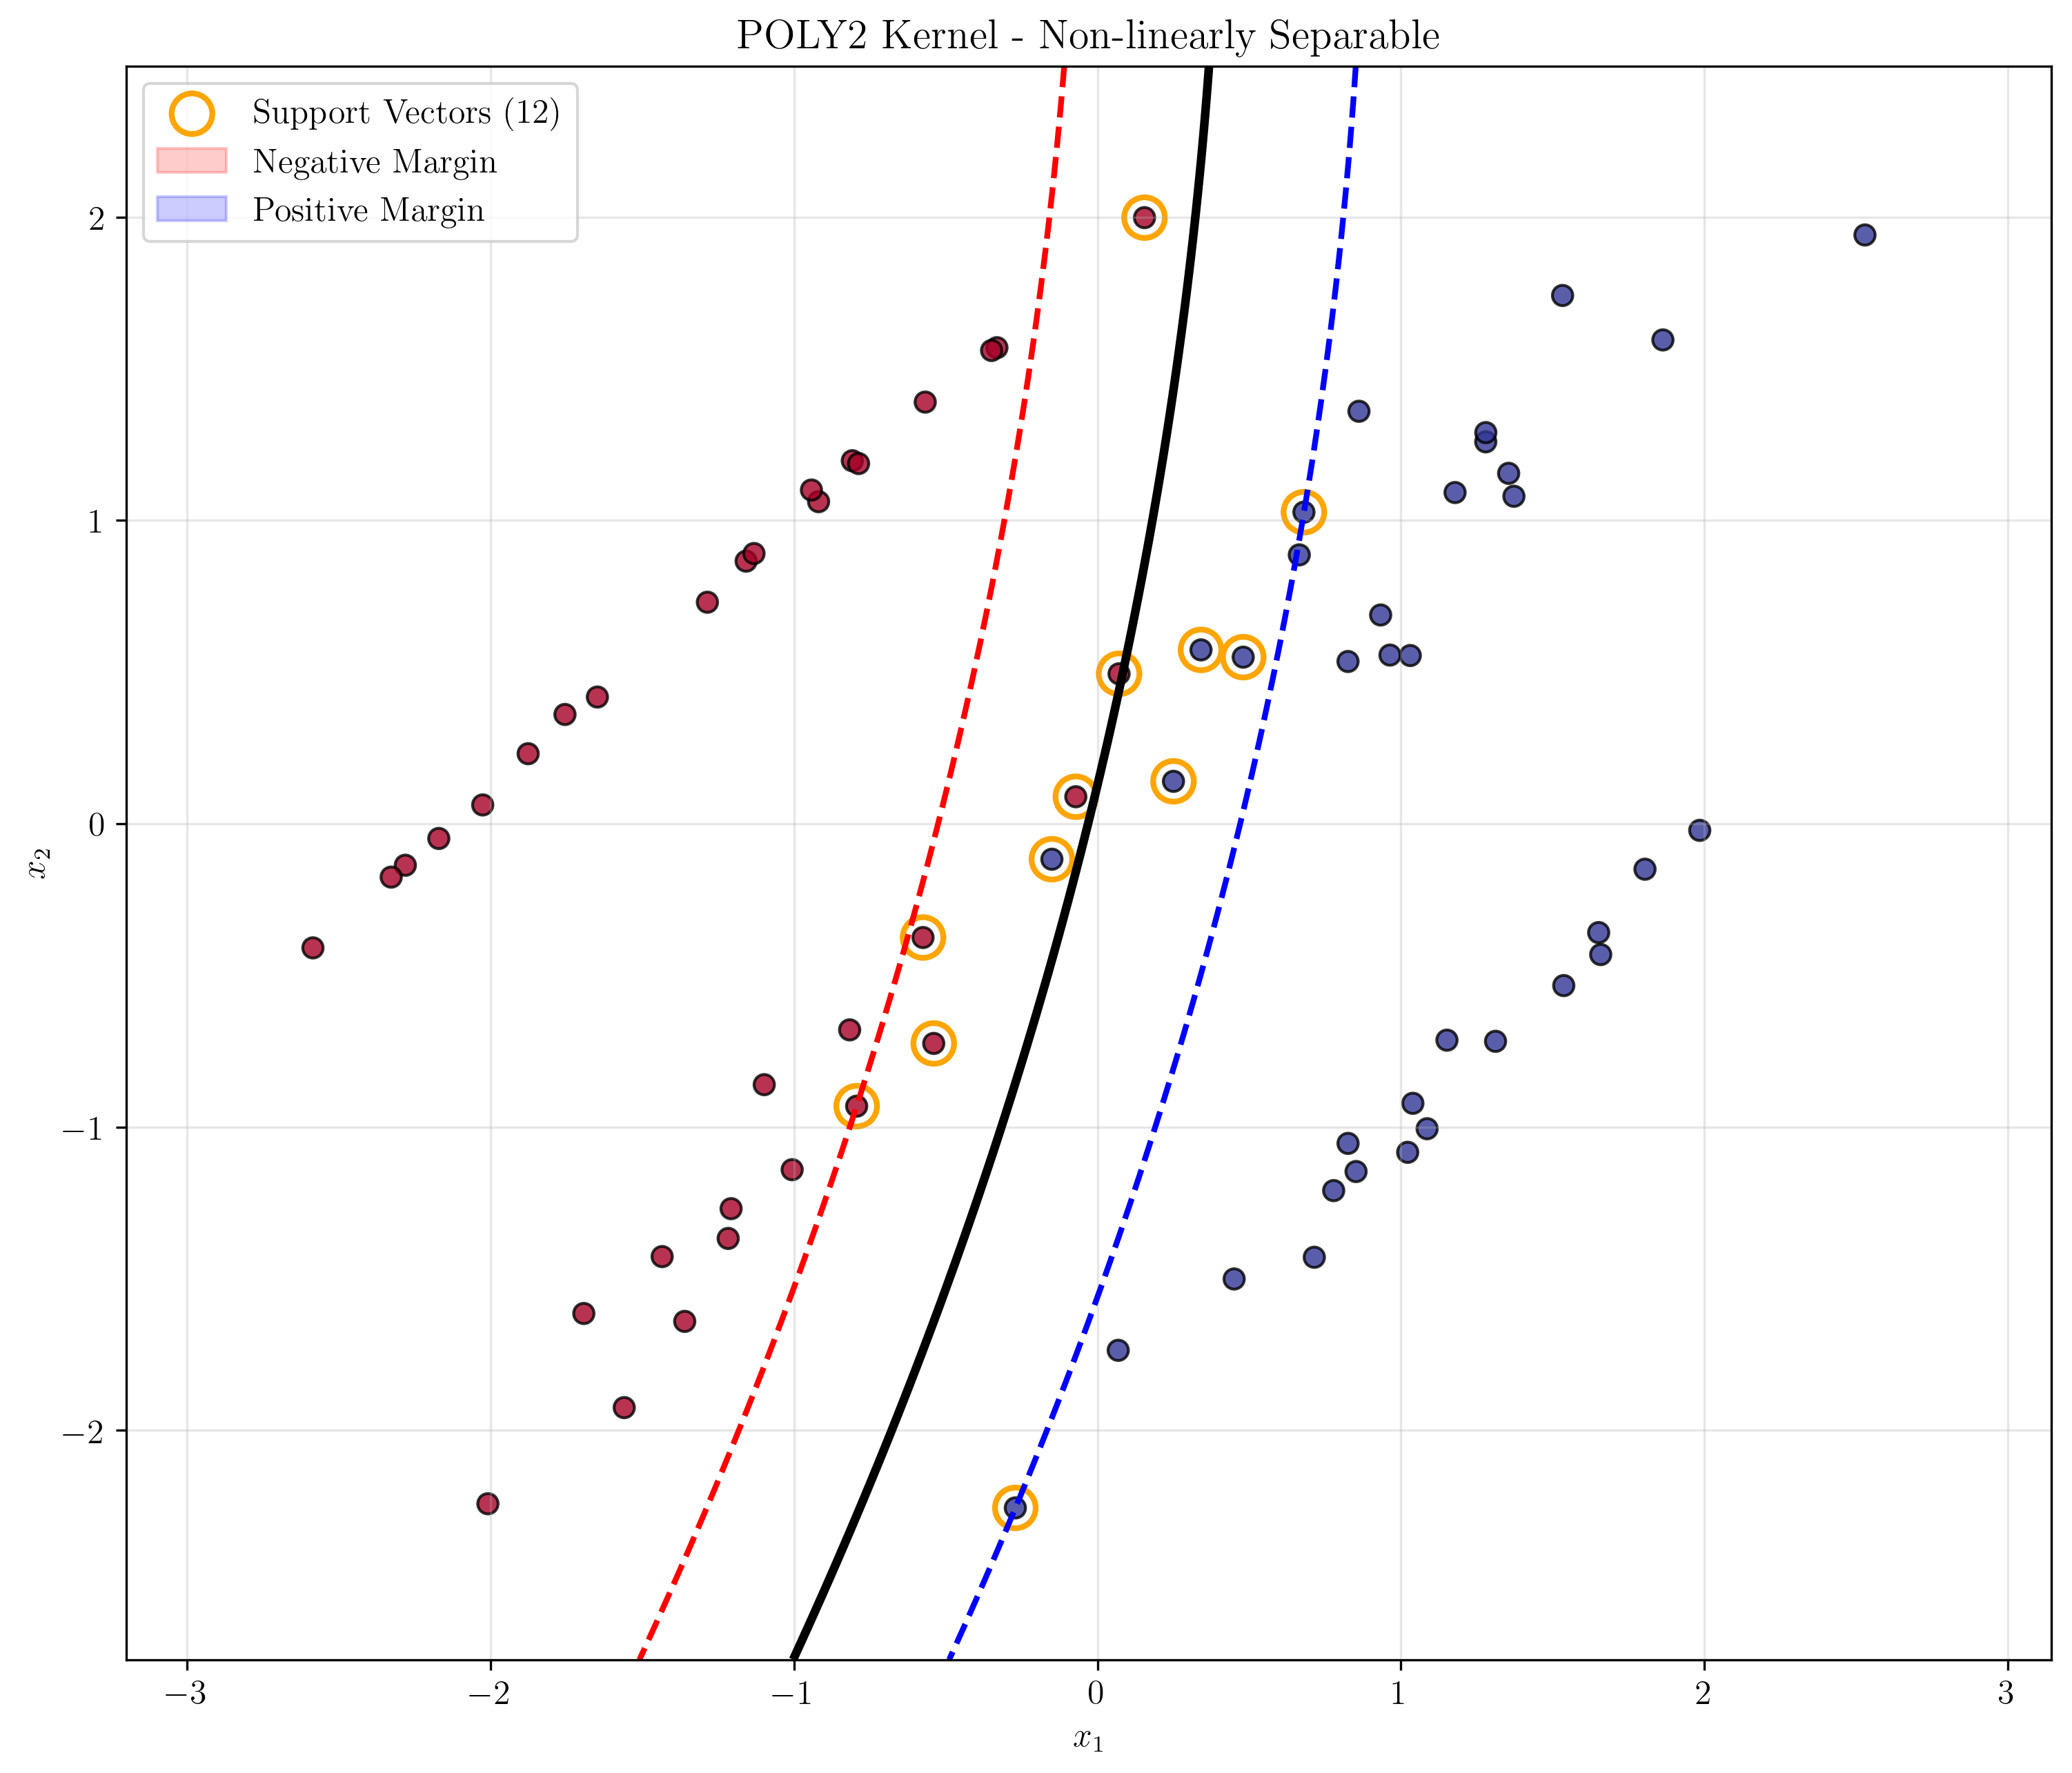 POLY2 Kernel - Non-linearly Separable
Support Vectors (12)
Negative Margin
Positive Margin
2
1
0
−1
−2
x₂
−3
−2
−1
0
1
2
3
x₁